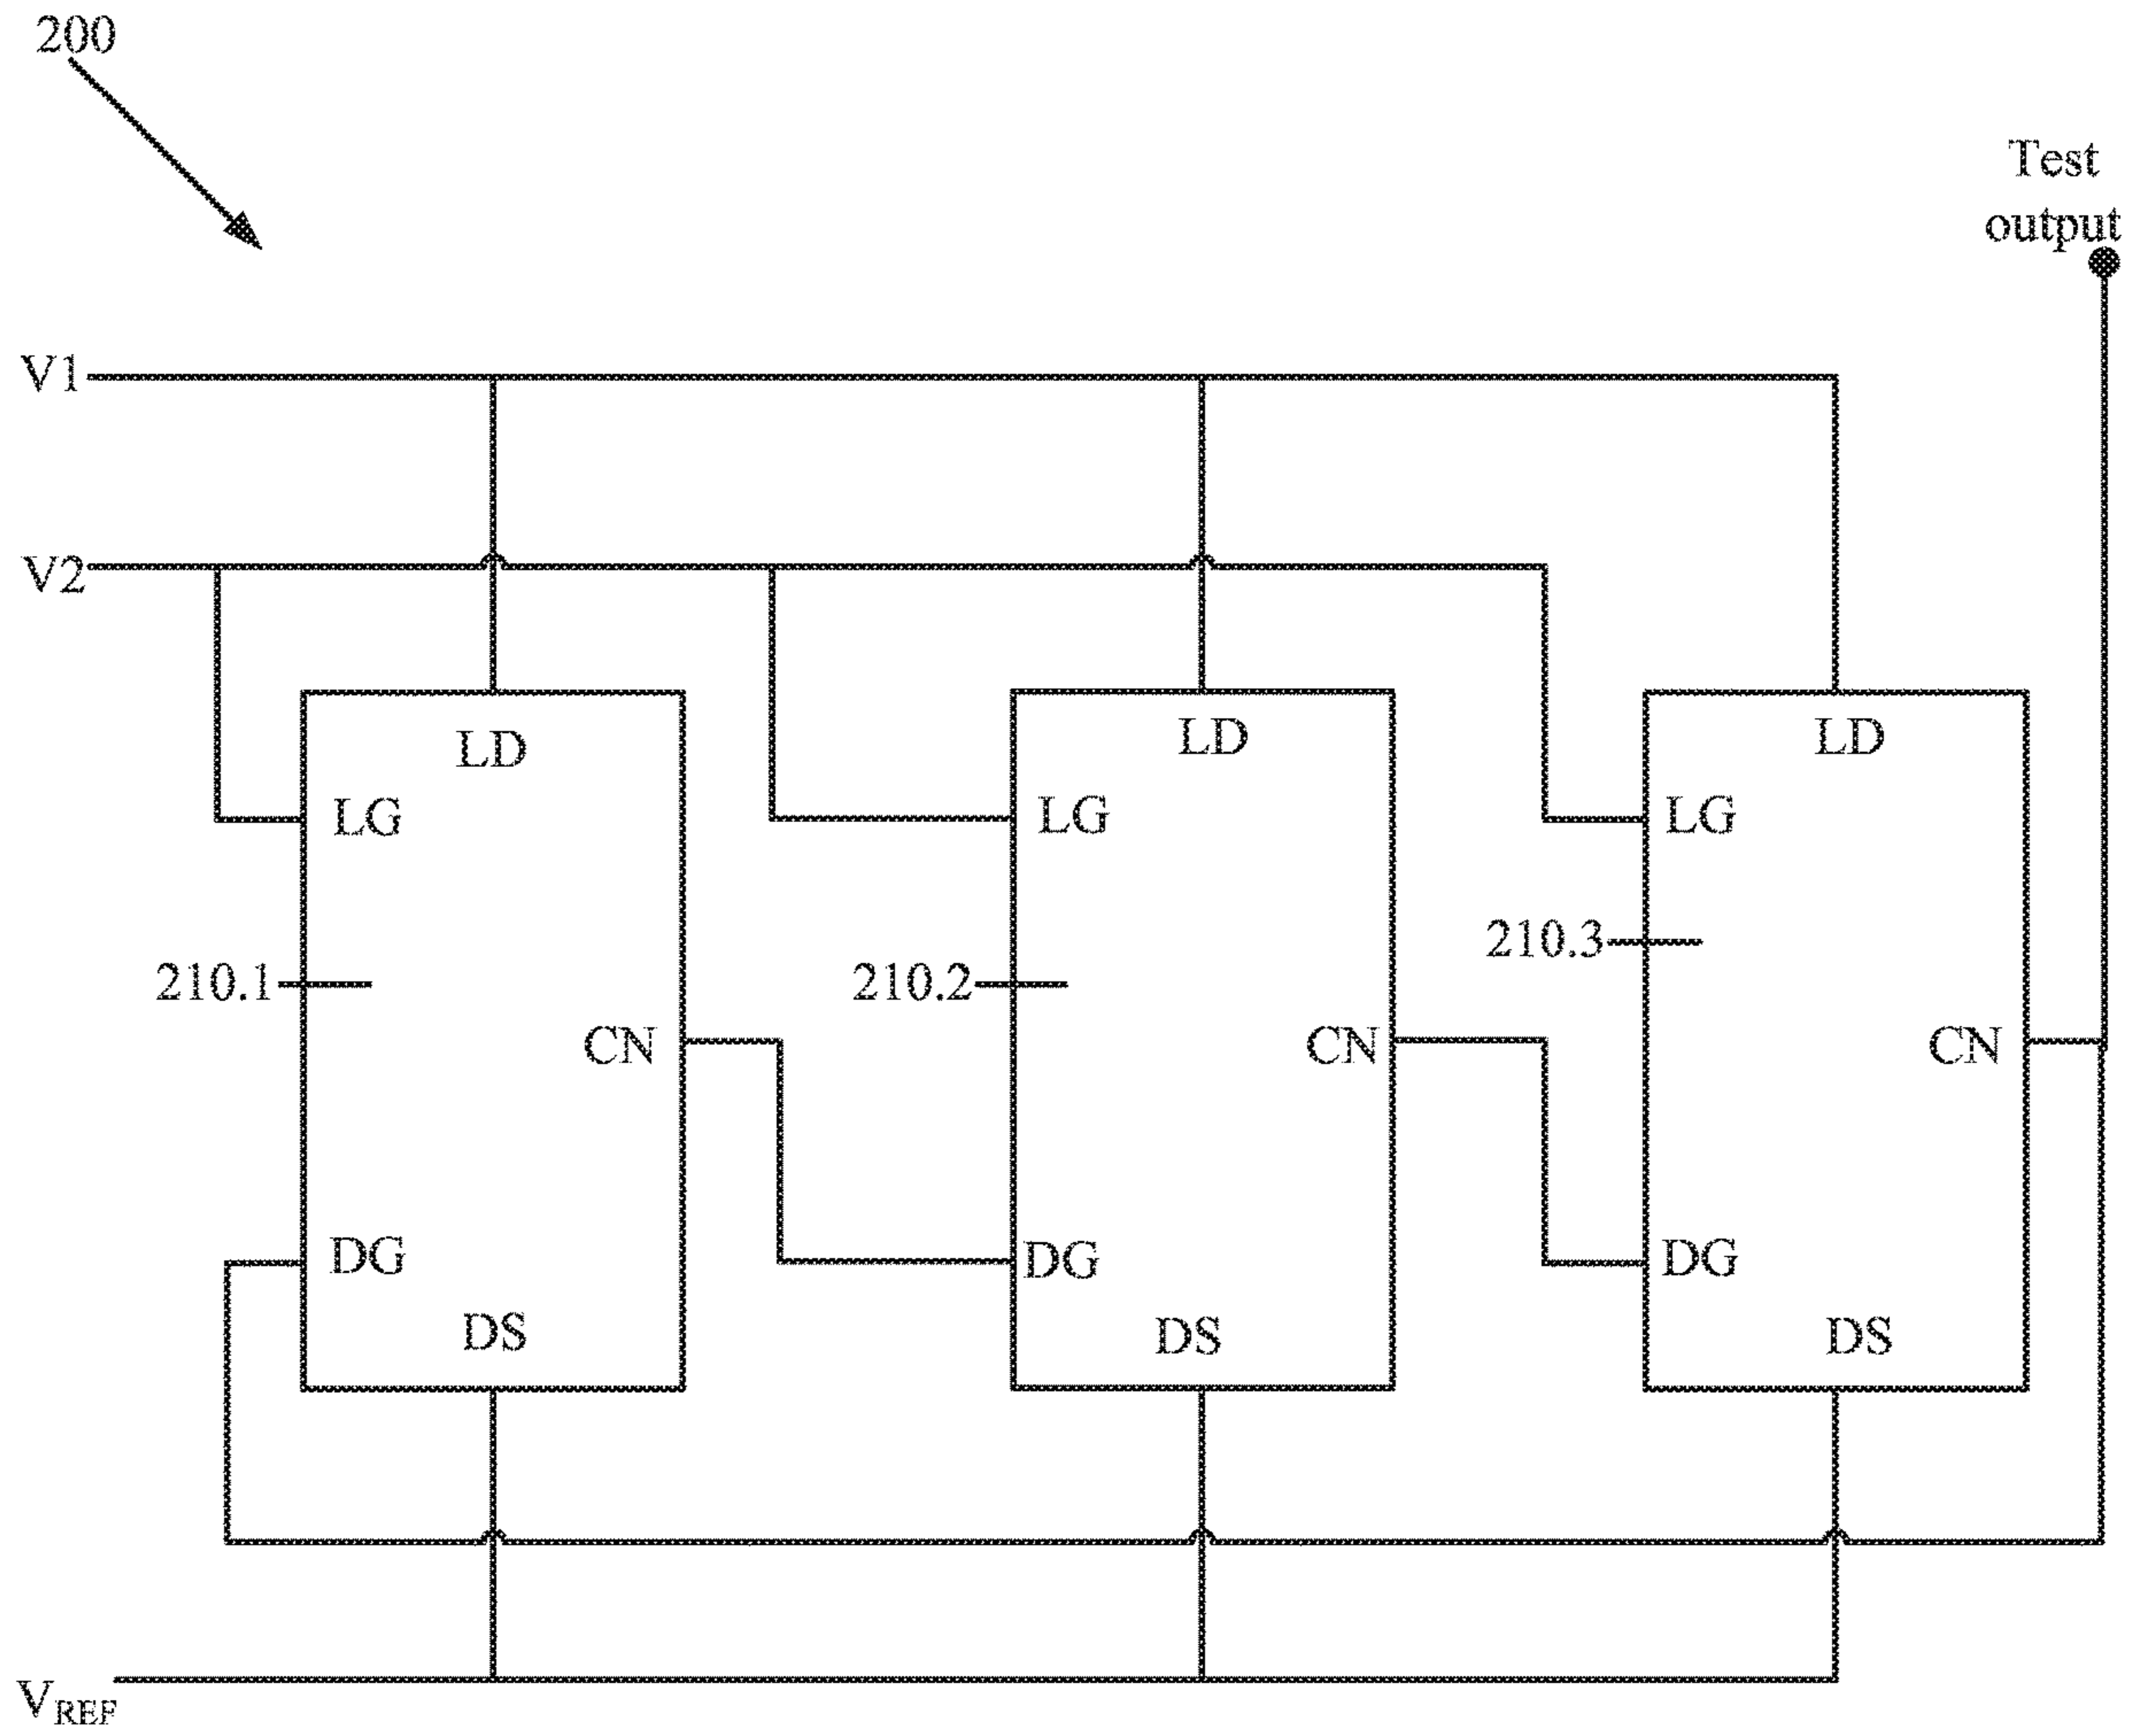 200
Test
output
V1
V2
LD
LD
LD
LG
LG
LG
210.1
210.2
210.3
CN
CN
CN
DG
DG
DG
DS
DS
DS
VREF